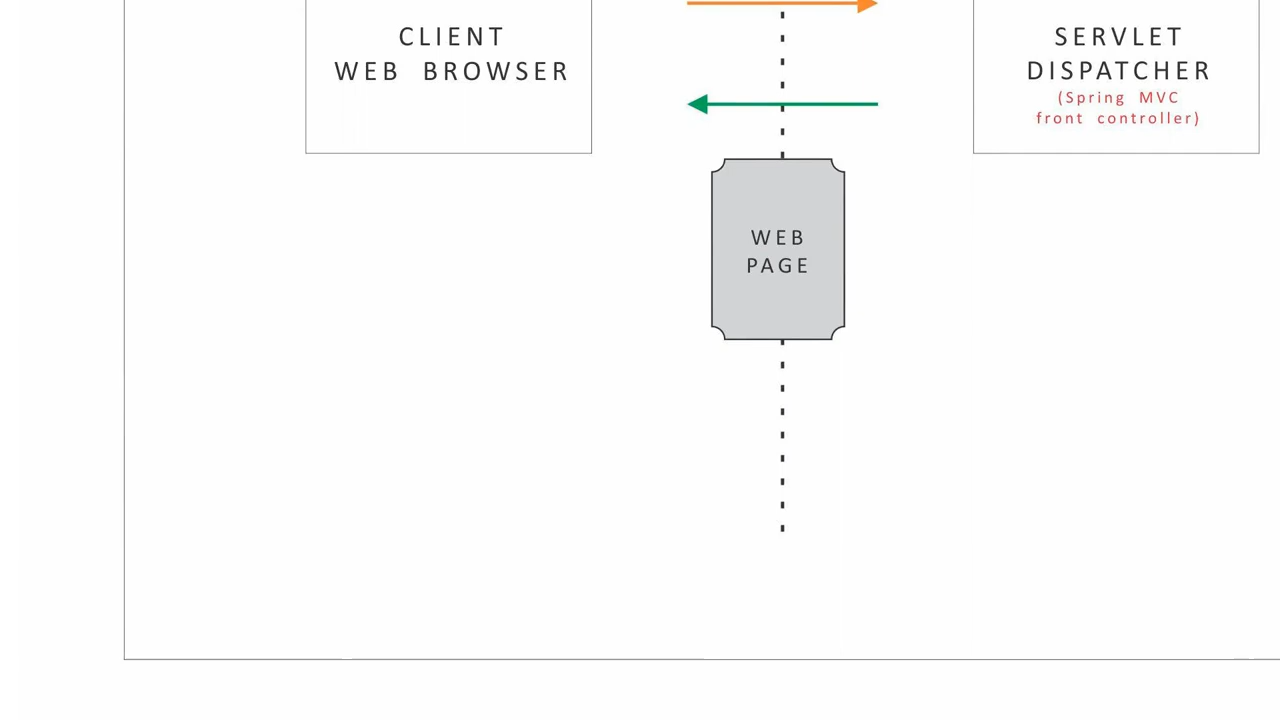 CLIENT
WEB BROWSER
SERVLET
DISPATCHER
(Spring MVC
front controller)
WEB
PAGE